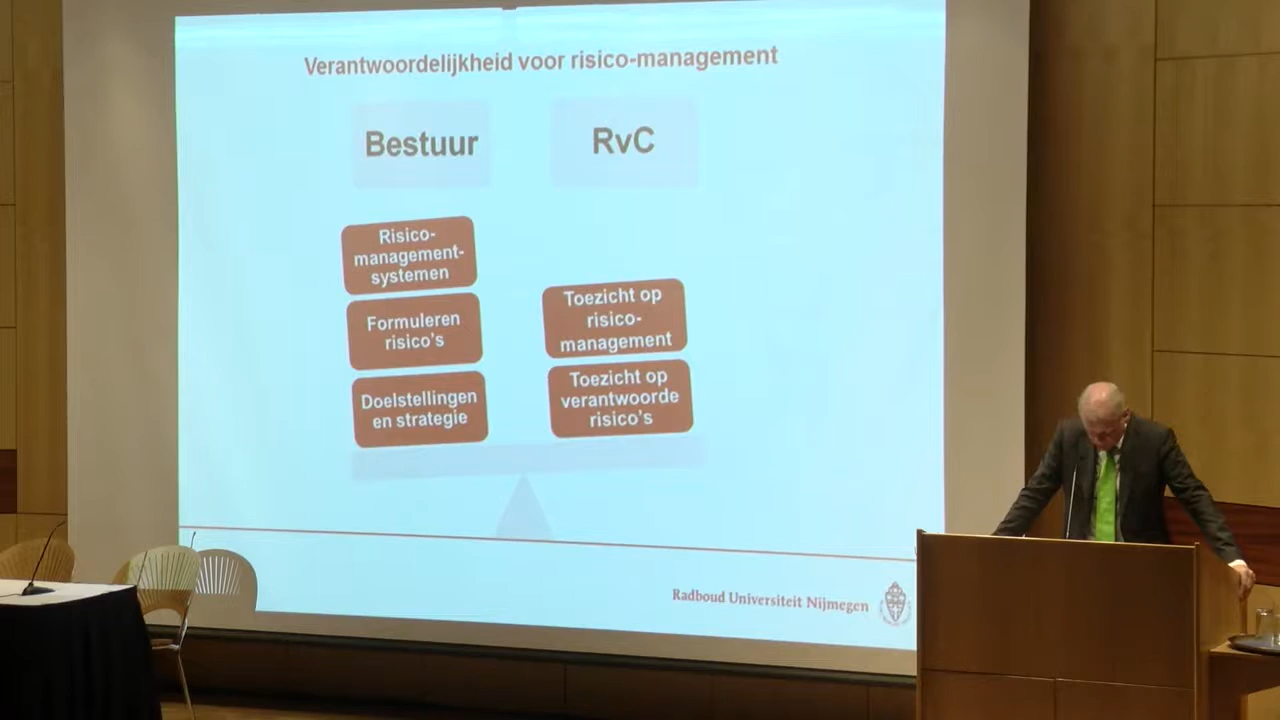 Verantwoordelijkheid voor risico-management
Bestuur
RvC
Risico-
management-
systemen
Formuleren
risico's
Doelstellingen
en strategie
Toezicht op
risico-
management
Toezicht op
verantwoorde
risico's
Radboud Universiteit Nijmegen